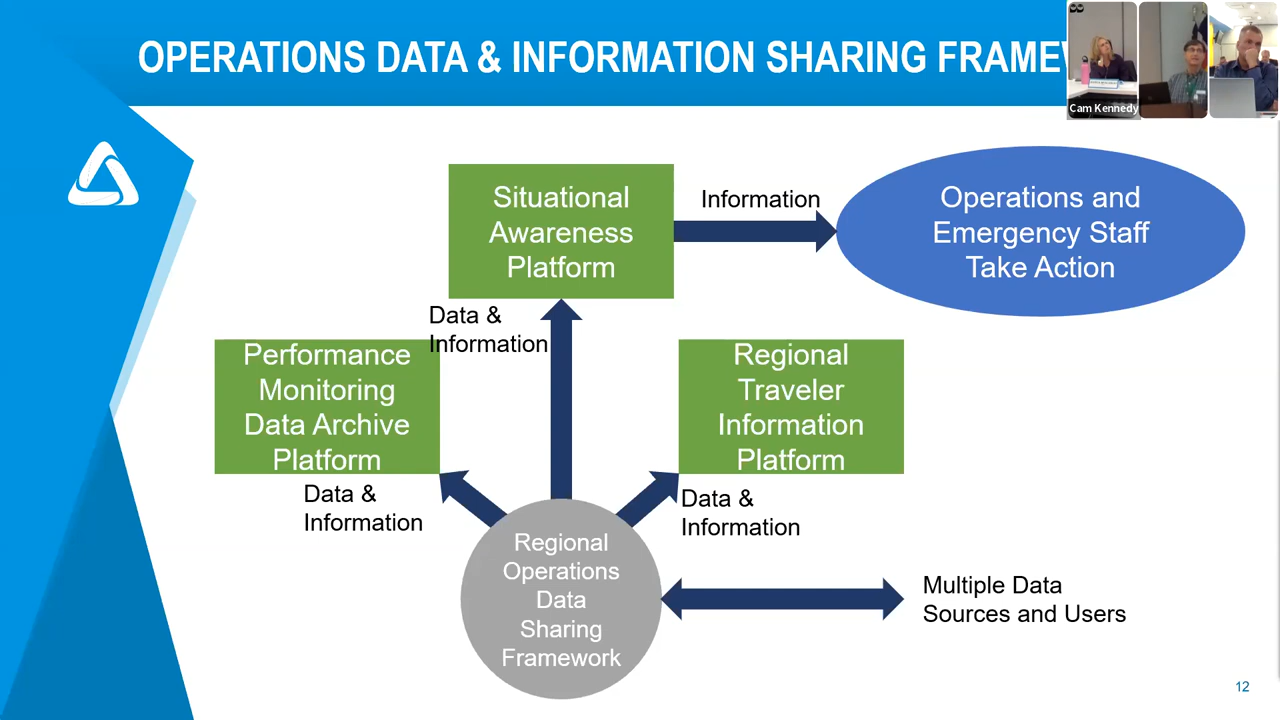 OPERATIONS DATA & INFORMATION SHARING FRAMEW
Cam Kennedy
Situational
Awareness
Platform
Information
Operations and
Emergency Staff
Take Action
Data &
Information
Performance
Monitoring
Data Archive
Platform
Regional
Traveler
Information
Platform
Data &
Information
Data &
Information
Regional
Operations
Data
Sharing
Framework
Multiple Data
Sources and Users
12